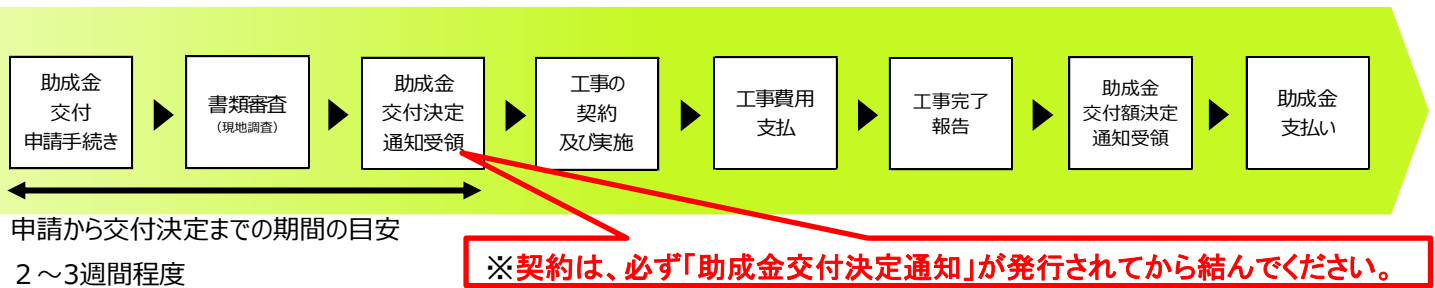 助成金
交付
申請手続き
書類審査
(現地調査)
助成金
交付決定
通知受領
工事の
契約
及び実施
工事費用
支払
工事完了
報告
助成金
交付額決定
通知受領
助成金
支払い
申請から交付決定までの期間の目安
２～3週間程度
※契約は、必ず「助成金交付決定通知」が発行されてから結んでください。